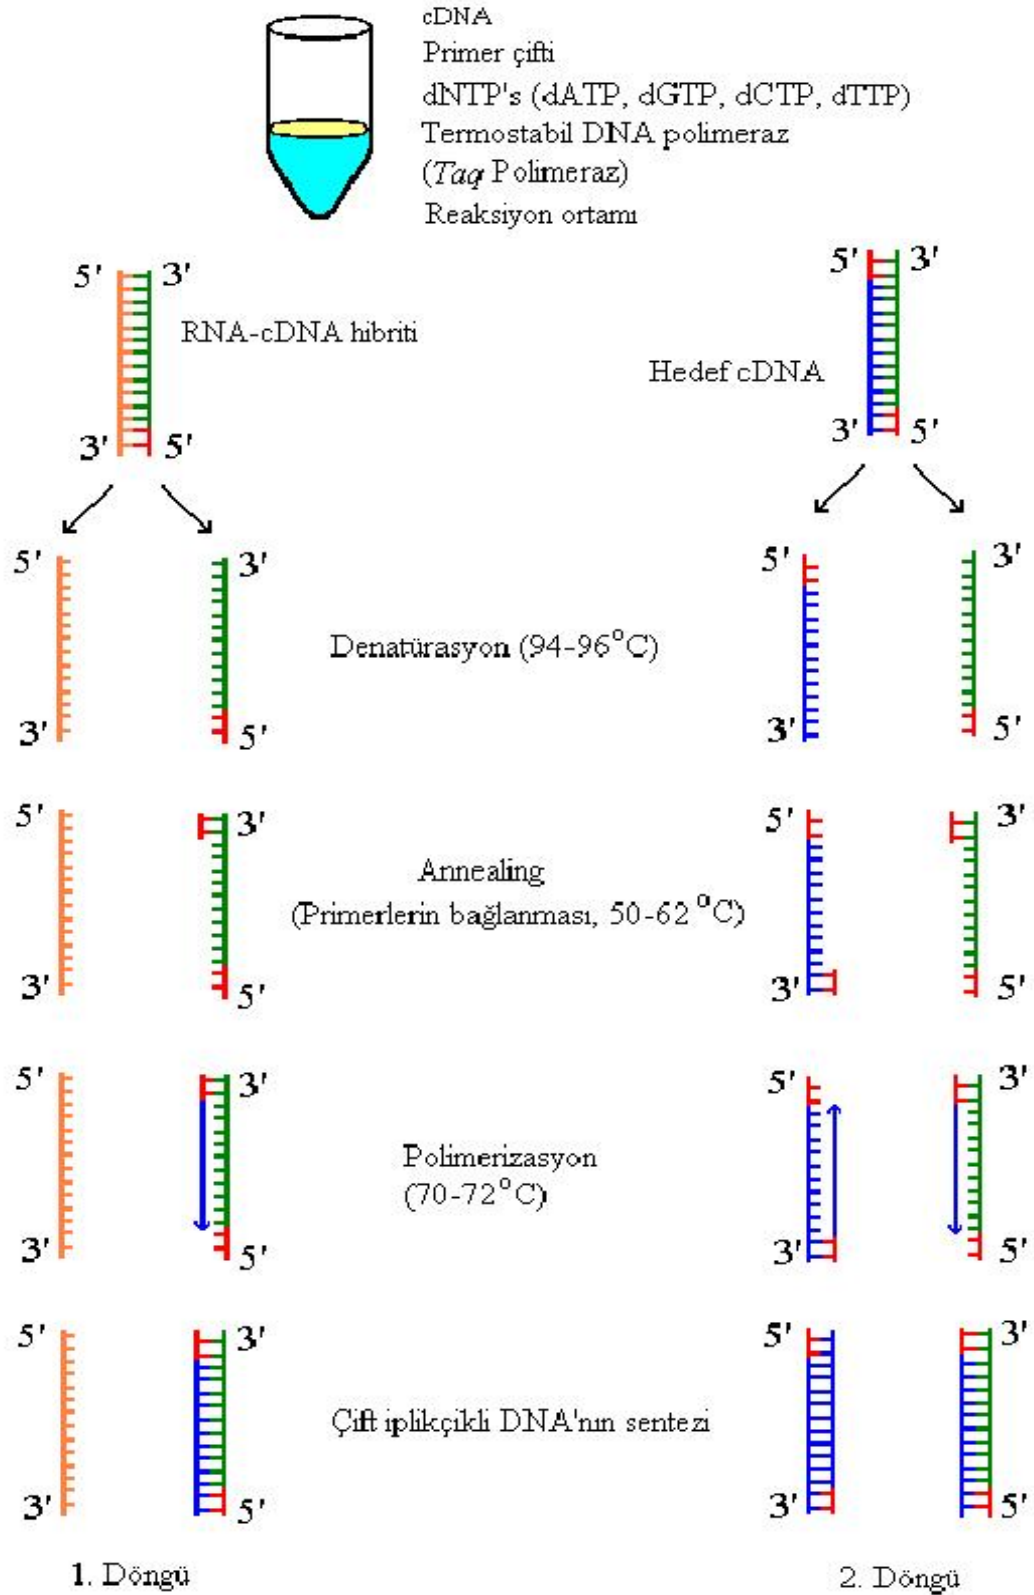 cDNA
Primer çifti
dNTP's (dATP, dGTP, dCTP, dTTP)
Termostabil DNA polimeraz
(Taq Polimeraz)
Reaksiyon ortamı
5' 3'
RNA-cDNA hibriti
3' 5'
5' 3'
Hedef cDNA
3' 5'
5' 3' 5' 3'
Denatürasyon (94-96°C)
3' 5' 3' 5'
5' 3' 5' 3'
Annealing
(Primerlerin bağlanması, 50-62 °C)
3' 5' 3' 5'
5' 3' 5' 3'
Polimerizasyon
(70-72°C)
3' 5' 3' 5'
5' 3' 5' 3'
Çift iplikçikli DNA'nın sentezi
3' 5' 3' 5'
1. Döngü 2. Döngü